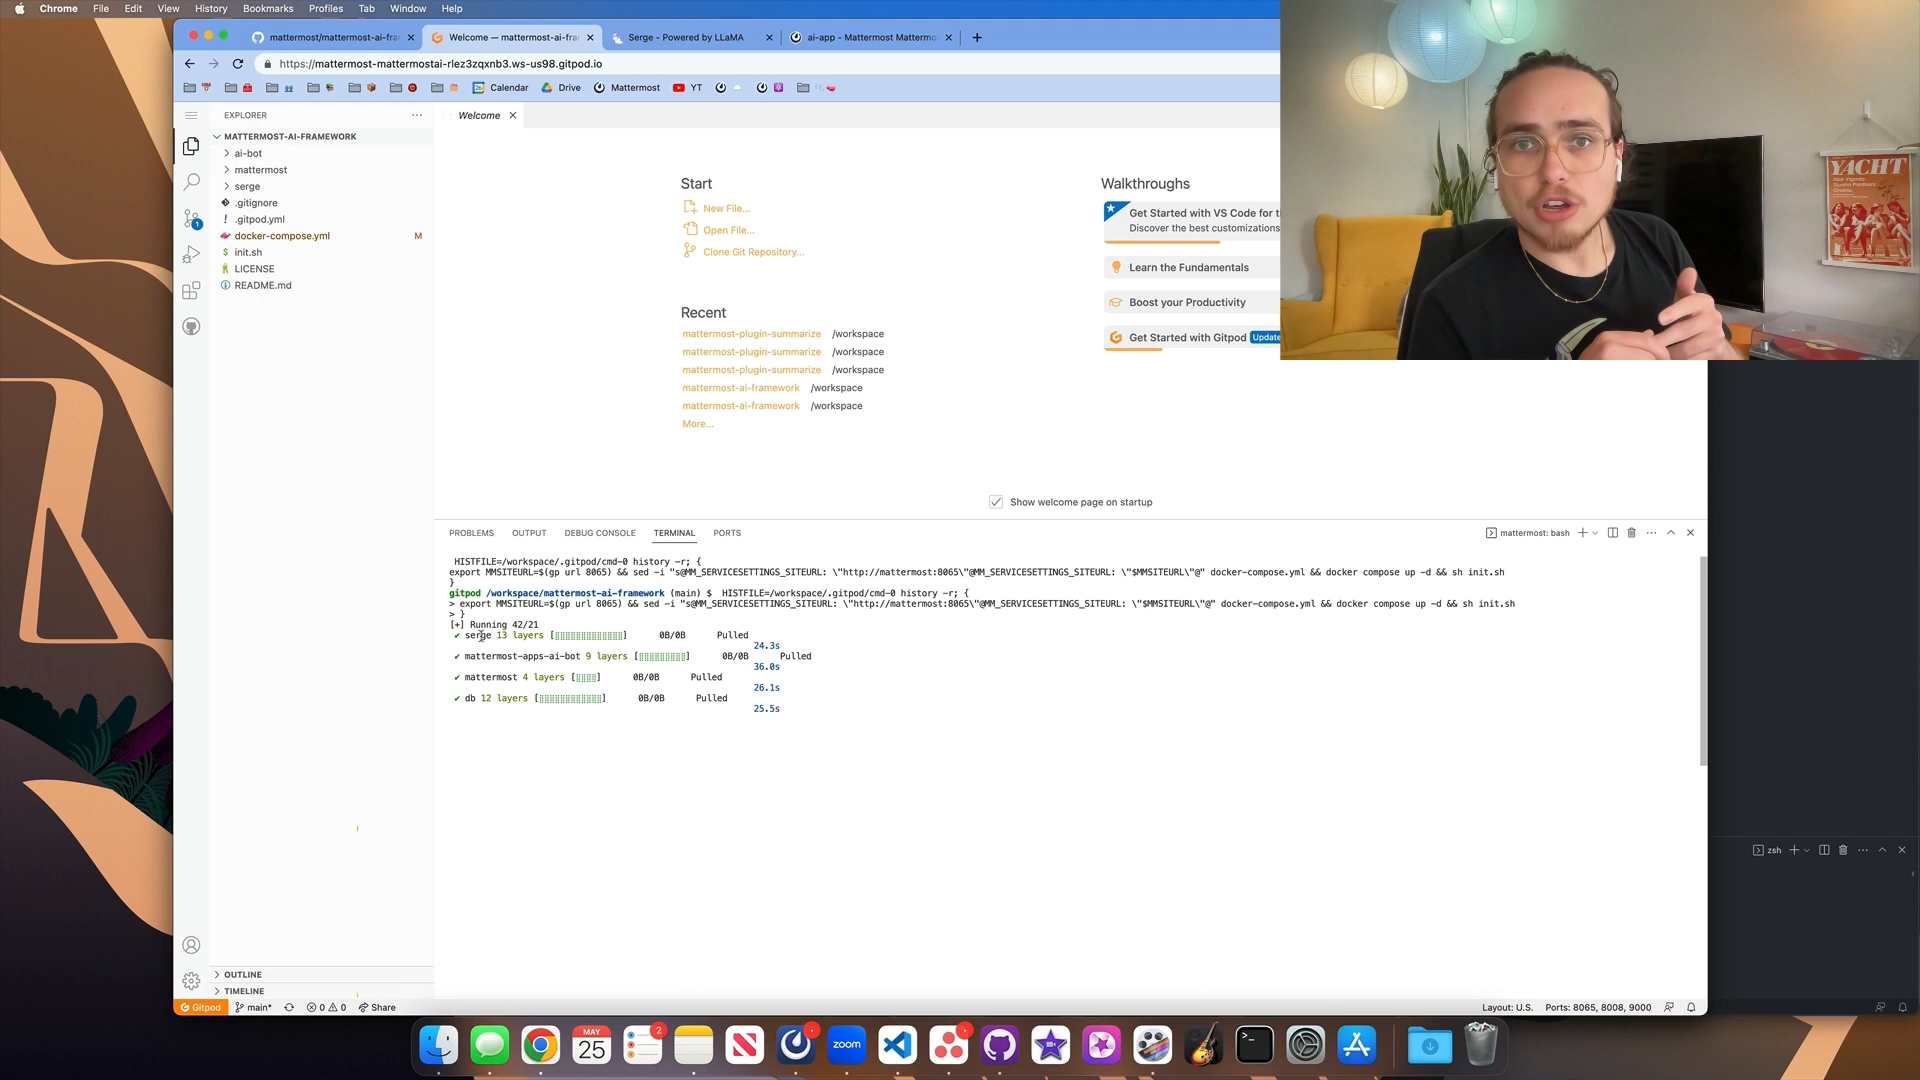 Chrome File Edit View History Bookmarks Profiles Tab Window Help
mattermost/mattermost-ai-fra
Welcome — mattermost-ai-fra
Serge - Powered by LLaMA
ai-app - Mattermost Mattermo
https://mattermost-mattermostai-rlez3zqxnb3.ws-us98.gitpod.io
Calendar Drive Mattermost YT
EXPLORER
Welcome
MATTERMOST-AI-FRAMEWORK
ai-bot
mattermost
serge
.gitignore
.gitpod.yml
docker-compose.yml M
init.sh
LICENSE
README.md
OUTLINE
TIMELINE
Start
New File...
Open File...
Clone Git Repository...
Recent
mattermost-plugin-summarize /workspace
mattermost-plugin-summarize /workspace
mattermost-plugin-summarize /workspace
mattermost-ai-framework /workspace
mattermost-ai-framework /workspace
More...
Walkthroughs
Get Started with VS Code for t
Discover the best customizations
Learn the Fundamentals
Boost your Productivity
Get Started with Gitpod Update
Show welcome page on startup
YACHT
PROBLEMS OUTPUT DEBUG CONSOLE TERMINAL PORTS
mattermost: bash
HISTFILE=/workspace/.gitpod/cmd-0 history -r; {
export MMSITEURL=$(gp url 8065) && sed -i "s@MM_SERVICESETTINGS_SITEURL: \"http://mattermost:8065\"@MM_SERVICESETTINGS_SITEURL: \"$MMSITEURL\"@" docker-compose.yml && docker compose up -d && sh init.sh
}
gitpod /workspace/mattermost-ai-framework (main) $ HISTFILE=/workspace/.gitpod/cmd-0 history -r; {
> export MMSITEURL=$(gp url 8065) && sed -i "s@MM_SERVICESETTINGS_SITEURL: \"http://mattermost:8065\"@MM_SERVICESETTINGS_SITEURL: \"$MMSITEURL\"@" docker-compose.yml && docker compose up -d && sh init.sh
> }
[+] Running 42/21
✔ serge 13 layers [⣿⣿⣿⣿⣿⣿⣿⣿⣿⣿⣿⣿⣿] 0B/0B Pulled
24.3s
✔ mattermost-apps-ai-bot 9 layers [⣿⣿⣿⣿⣿⣿⣿⣿⣿] 0B/0B Pulled
36.0s
✔ mattermost 4 layers [⣿⣿⣿⣿] 0B/0B Pulled
26.1s
✔ db 12 layers [⣿⣿⣿⣿⣿⣿⣿⣿⣿⣿⣿⣿] 0B/0B Pulled
25.5s
zsh
Gitpod main* 0 0 Share
Layout: U.S. Ports: 8065, 8008, 9000
MAY
25
2
zoom